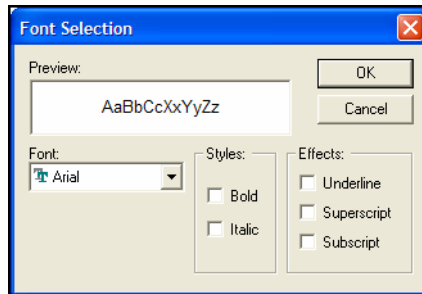 Font Selection
Preview:
AaBbCcXxYyZz
OK
Cancel
Font:
Arial
Styles:
Bold
Italic
Effects:
Underline
Superscript
Subscript